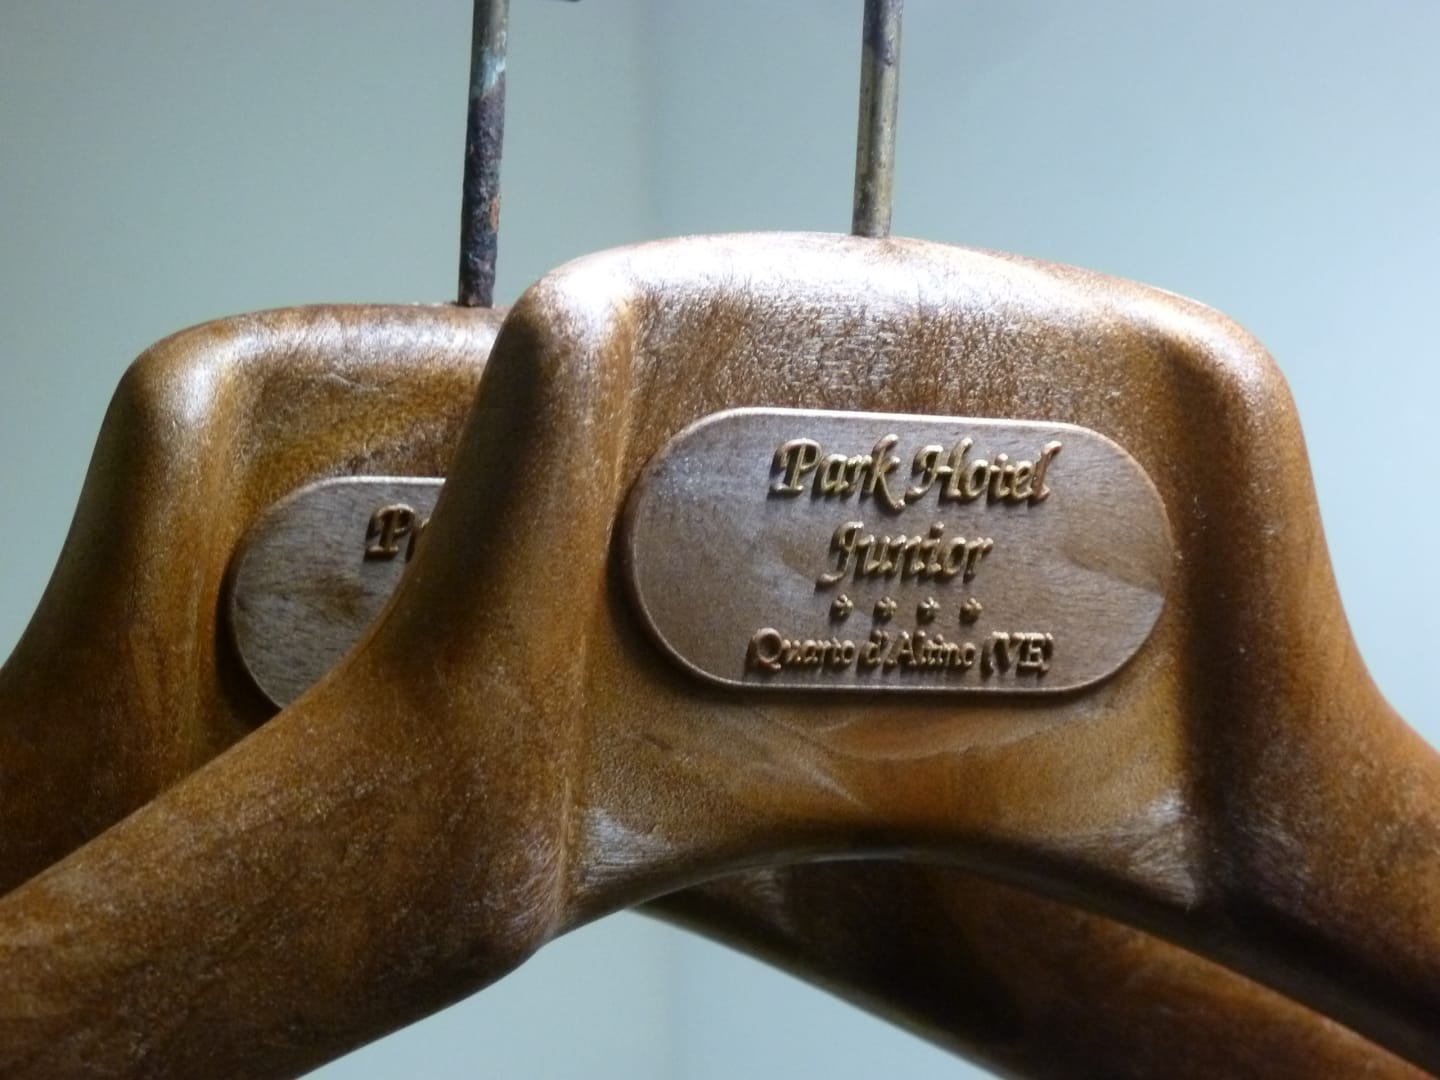 Park Hotel
Junior
★ ★ ★ ★
Quarto d'Altino (VE)
P